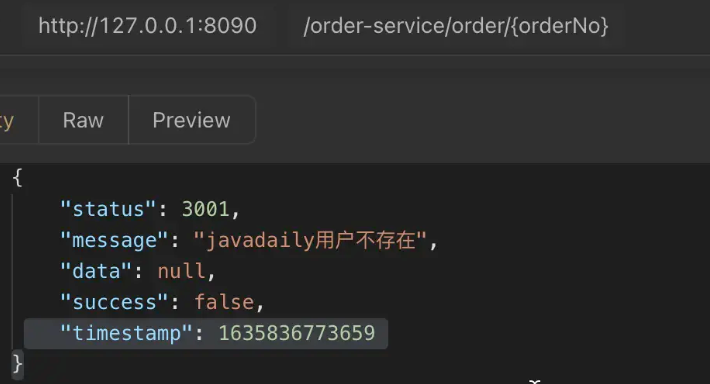 http://127.0.0.1:8090 /order-service/order/{orderNo}
ty Raw Preview
{
"status": 3001,
"message": "javadaily用户不存在",
"data": null,
"success": false,
"timestamp": 1635836773659
}